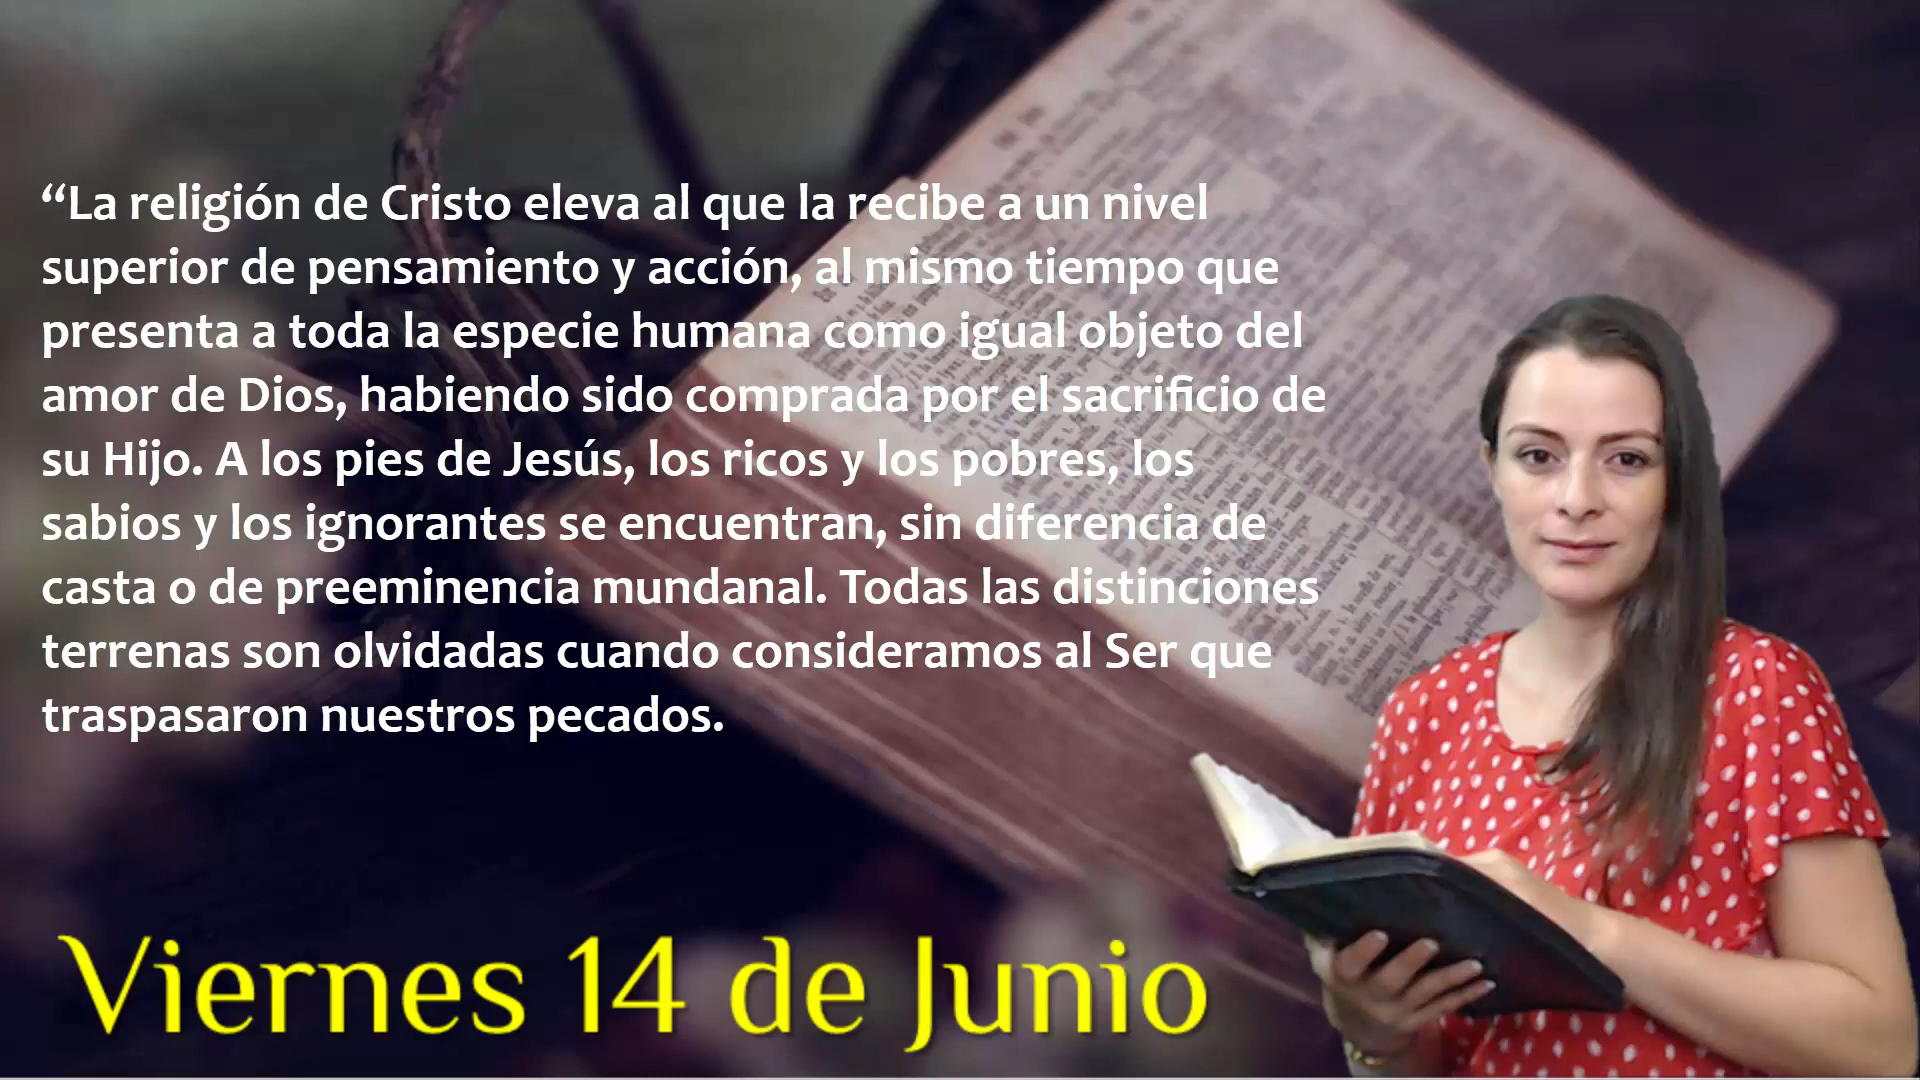 “La religión de Cristo eleva al que la recibe a un nivel
superior de pensamiento y acción, al mismo tiempo que
presenta a toda la especie humana como igual objeto del
amor de Dios, habiendo sido comprada por el sacrificio de
su Hijo. A los pies de Jesús, los ricos y los pobres, los
sabios y los ignorantes se encuentran, sin diferencia de
casta o de preeminencia mundanal. Todas las distinciones
terrenas son olvidadas cuando consideramos al Ser que
traspasaron nuestros pecados.
Viernes 14 de Junio